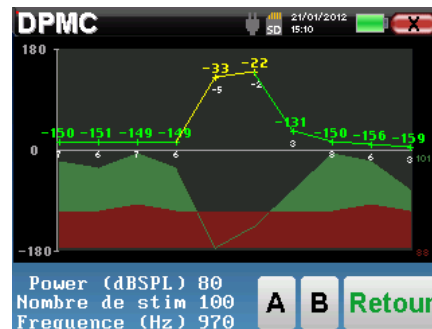 DPMC SD 21/01/2012 15:10 X
180
-33 -22
-5 -2
-150 -151 -149 -149 -131 -150 -156 -159
0 7 6 7 6 3 8 6 3 101
88
-180
Power (dBSPL) 80
Nombre de stim 100
Frequence (Hz) 970
A B Retour